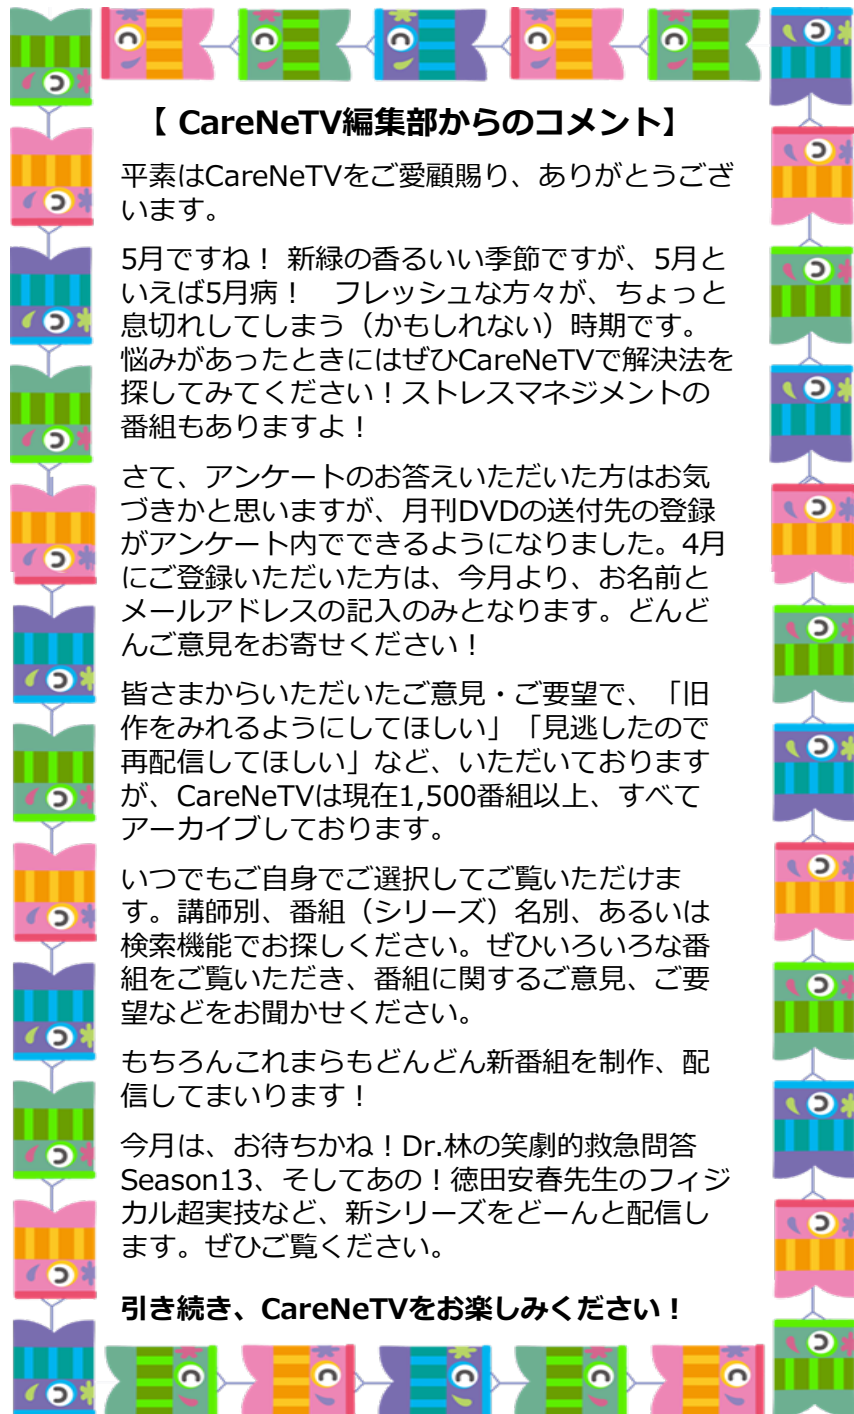 【 CareNeTV編集部からのコメント】
平素はCareNeTVをご愛顧賜り、ありがとうござ
います。
5月ですね！ 新緑の香るいい季節ですが、5月と
いえば5月病！　フレッシュな方々が、ちょっと
息切れしてしまう（かもしれない）時期です。
悩みがあったときにはぜひCareNeTVで解決法を
探してみてください！ストレスマネジメントの
番組もありますよ！
さて、アンケートのお答えいただいた方はお気
づきかと思いますが、月刊DVDの送付先の登録
がアンケート内でできるようになりました。4月
にご登録いただいた方は、今月より、お名前と
メールアドレスの記入のみとなります。どんど
んご意見をお寄せください！
皆さまからいただいたご意見・ご要望で、「旧
作をみれるようにしてほしい」「見逃したので
再配信してほしい」など、いただいております
が、CareNeTVは現在1,500番組以上、すべて
アーカイブしております。
いつでもご自身でご選択してご覧いただけま
す。講師別、番組（シリーズ）名別、あるいは
検索機能でお探しください。ぜひいろいろな番
組をご覧いただき、番組に関するご意見、ご要
望などをお聞かせください。
もちろんこれまらもどんどん新番組を制作、配
信してまいります！
今月は、お待ちかね！Dr.林の笑劇的救急問答
Season13、そしてあの！徳田安春先生のフィジ
カル超実技など、新シリーズをどーんと配信し
ます。ぜひご覧ください。
引き続き、CareNeTVをお楽しみください！